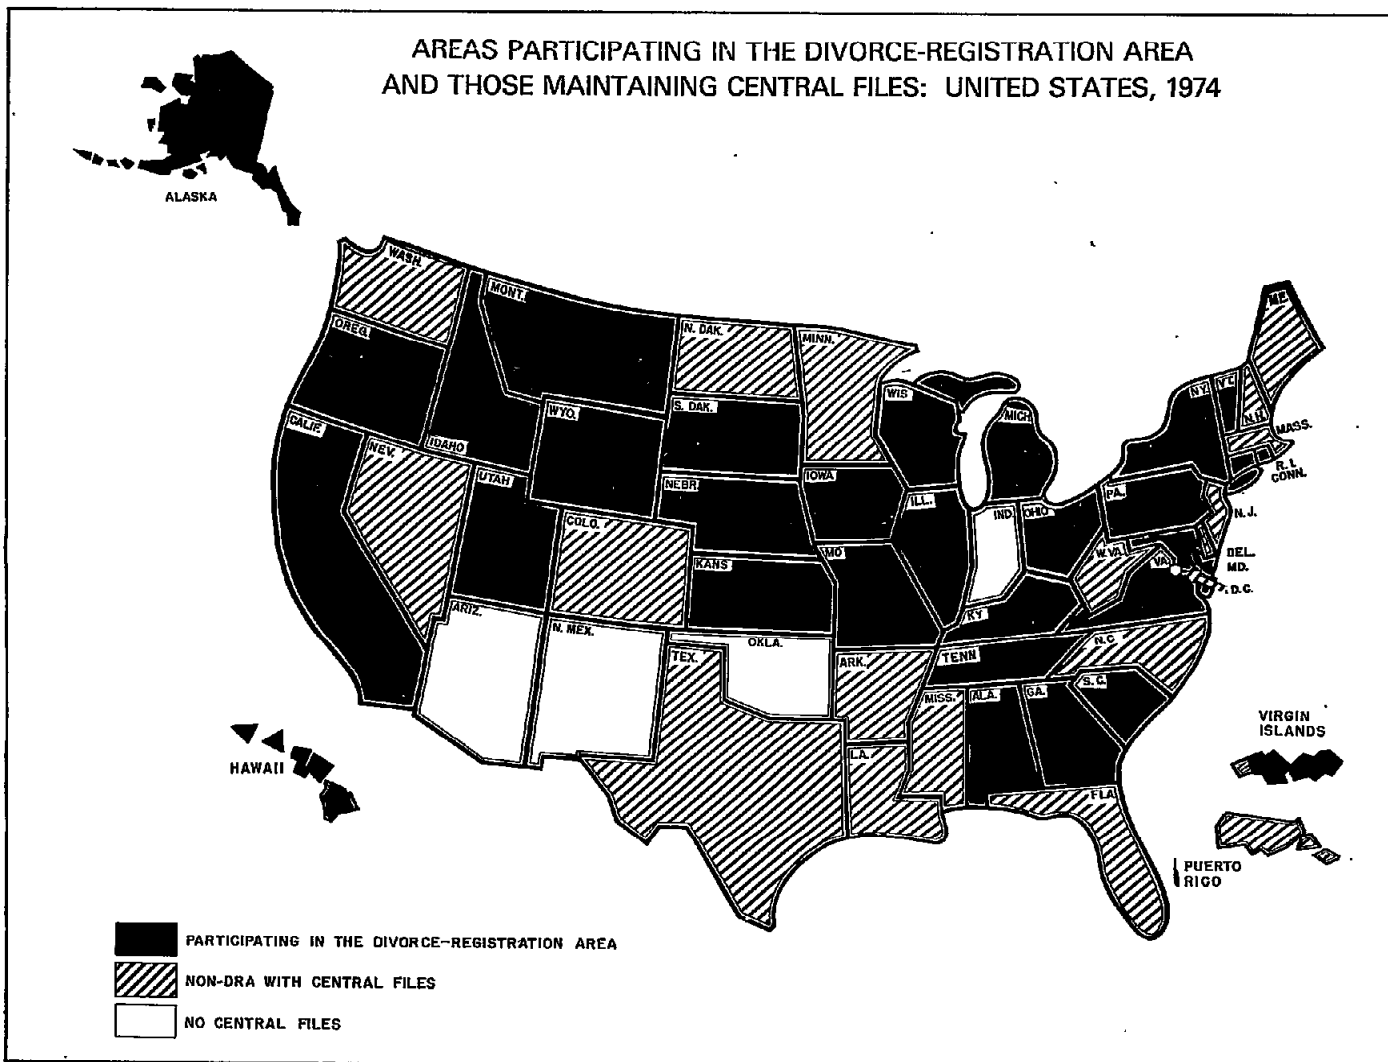 AREAS PARTICIPATING IN THE DIVORCE-REGISTRATION AREA
AND THOSE MAINTAINING CENTRAL FILES: UNITED STATES, 1974
ALASKA
WASH.
MONT.
N. DAK.
MINN.
ME.
OREG.
WYO.
S. DAK.
WIS
MICH.
N.Y.
V.T.
N.H.
MASS.
CALIF.
NEV.
IDAHO
UTAH
NEBR.
IOWA
ILL.
IND.
OHIO
PA.
R. I.
CONN.
N. J.
COLO.
KANS
MO
W.VA.
VA.
DEL.
MD.
D.C.
ARIZ.
N. MEX.
OKLA.
KY
TEX.
ARK.
TENN
N.C.
MISS.
ALA.
GA.
S.C.
LA.
FLA
HAWAII
VIRGIN
ISLANDS
PUERTO
RIGO
PARTICIPATING IN THE DIVORCE-REGISTRATION AREA
NON-DRA WITH CENTRAL FILES
NO CENTRAL FILES